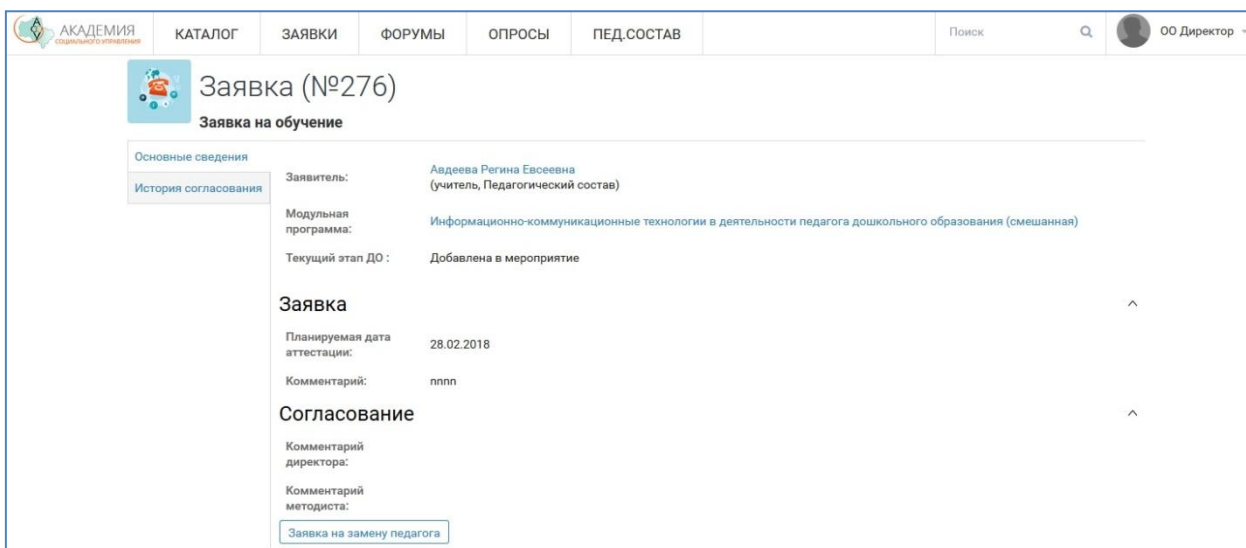 АКАДЕМИЯ
СОЦИАЛЬНОГО УПРАВЛЕНИЯ
КАТАЛОГ ЗАЯВКИ ФОРУМЫ ОПРОСЫ ПЕД.СОСТАВ Поиск ОО Директор
Заявка (№276)
Заявка на обучение
Основные сведения
История согласования
Заявитель: Авдеева Регина Евсеевна
(учитель, Педагогический состав)
Модульная
программа: Информационно-коммуникационные технологии в деятельности педагога дошкольного образования (смешанная)
Текущий этап ДО : Добавлена в мероприятие
Заявка
Планируемая дата
аттестации: 28.02.2018
Комментарий: nnnn
Согласование
Комментарий
директора:
Комментарий
методиста:
Заявка на замену педагога